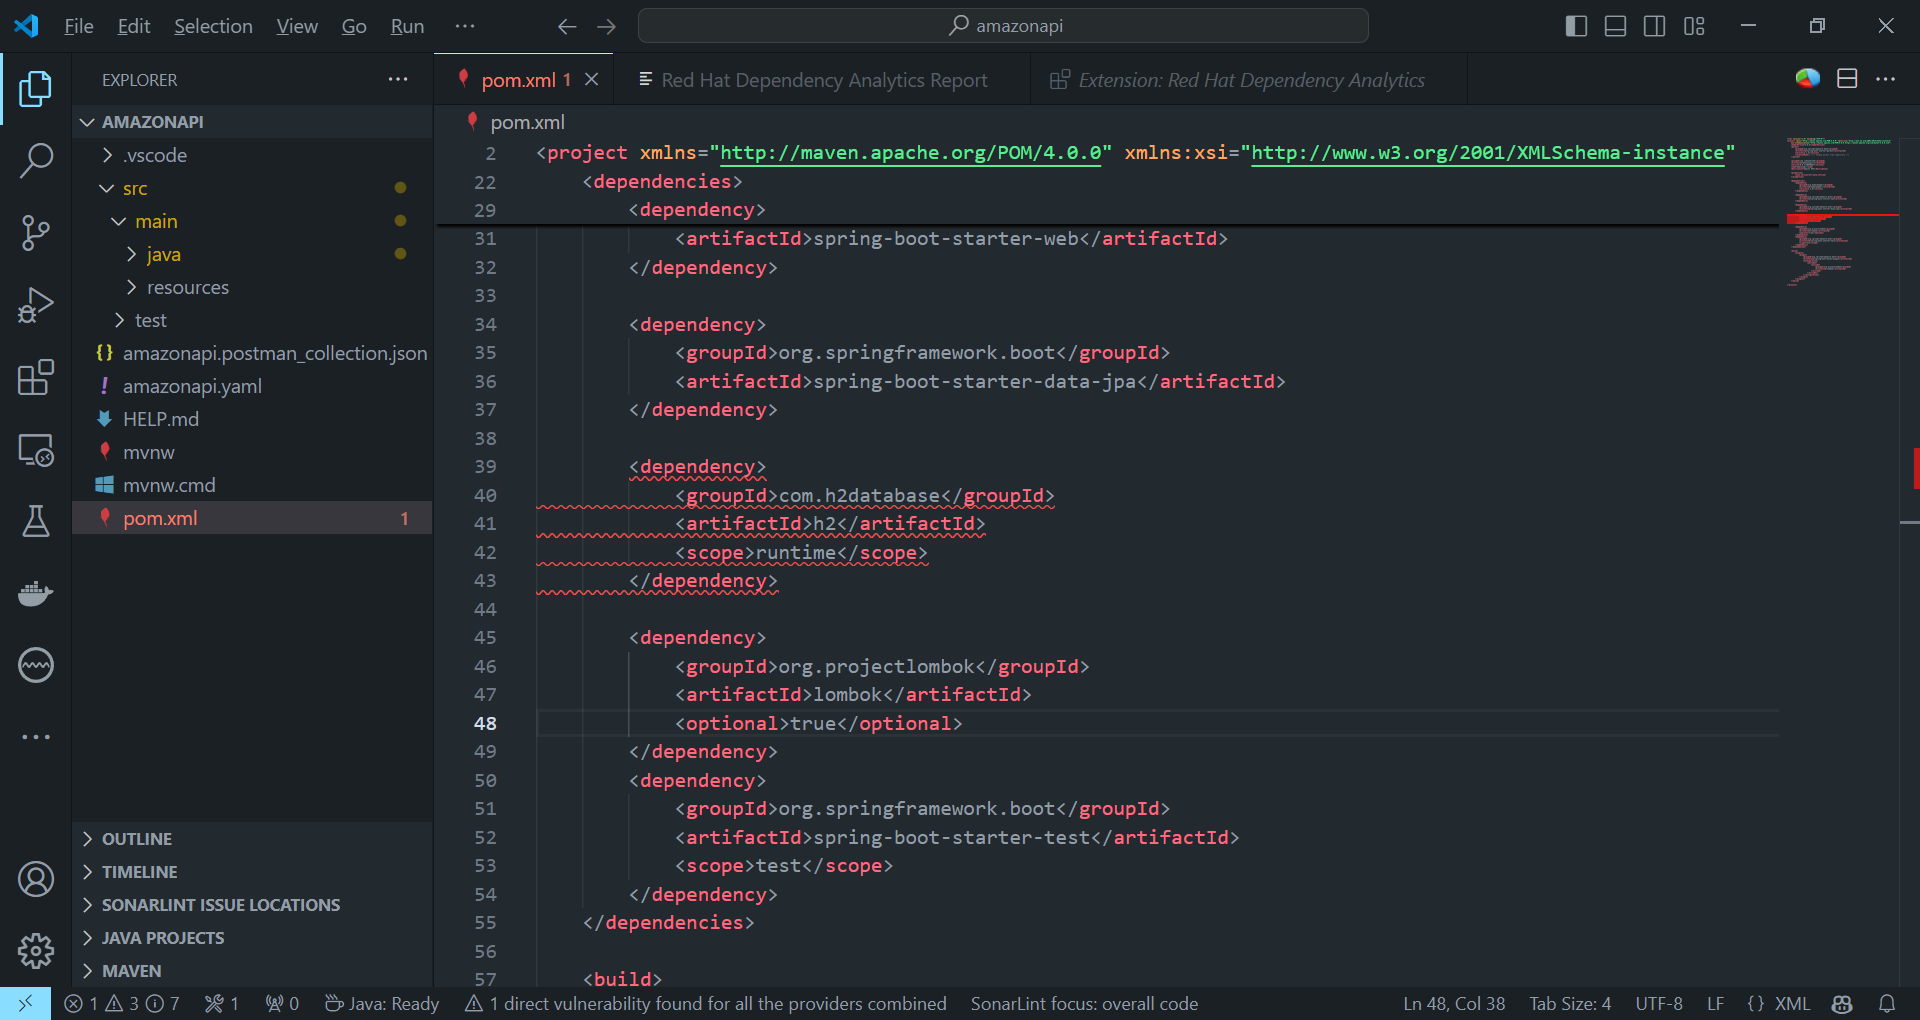 File Edit Selection View Go Run ··· amazonapi
EXPLORER
AMAZONAPI
.vscode
src
main
java
resources
test
amazonapi.postman_collection.json
amazonapi.yaml
HELP.md
mvnw
mvnw.cmd
pom.xml 1
OUTLINE
TIMELINE
SONARLINT ISSUE LOCATIONS
JAVA PROJECTS
MAVEN
pom.xml 1 Red Hat Dependency Analytics Report Extension: Red Hat Dependency Analytics
pom.xml
2 <project xmlns="http://maven.apache.org/POM/4.0.0" xmlns:xsi="http://www.w3.org/2001/XMLSchema-instance"
22 <dependencies>
29 <dependency>
31 <artifactId>spring-boot-starter-web</artifactId>
32 </dependency>
33
34 <dependency>
35 <groupId>org.springframework.boot</groupId>
36 <artifactId>spring-boot-starter-data-jpa</artifactId>
37 </dependency>
38
39 <dependency>
40 <groupId>com.h2database</groupId>
41 <artifactId>h2</artifactId>
42 <scope>runtime</scope>
43 </dependency>
44
45 <dependency>
46 <groupId>org.projectlombok</groupId>
47 <artifactId>lombok</artifactId>
48 <optional>true</optional>
49 </dependency>
50 <dependency>
51 <groupId>org.springframework.boot</groupId>
52 <artifactId>spring-boot-starter-test</artifactId>
53 <scope>test</scope>
54 </dependency>
55 </dependencies>
56
57 <build>
1 3 7 1 0 Java: Ready 1 direct vulnerability found for all the providers combined SonarLint focus: overall code Ln 48, Col 38 Tab Size: 4 UTF-8 LF {} XML